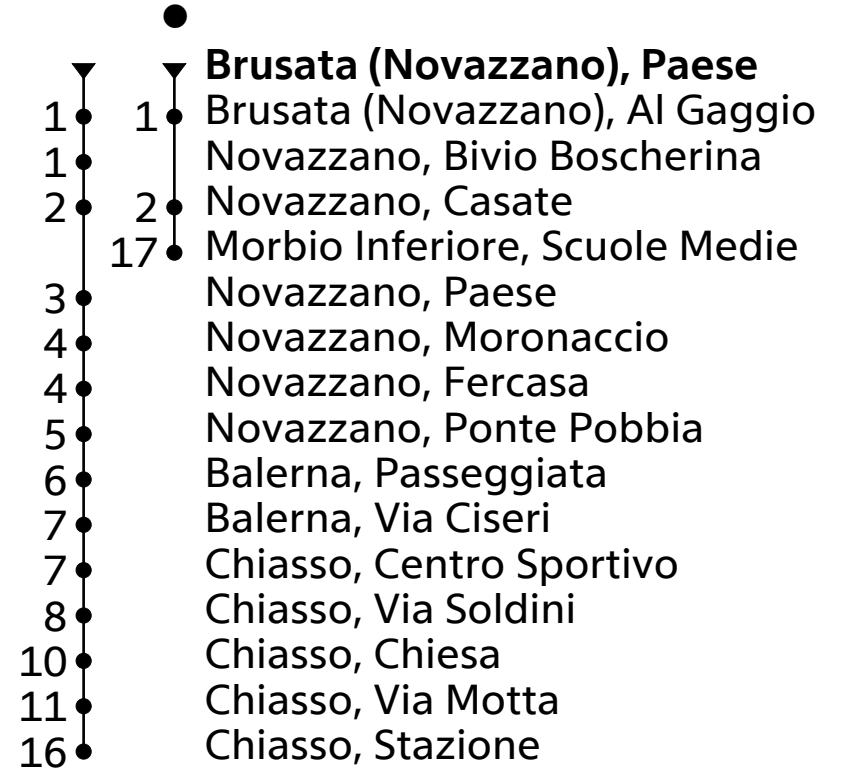 Brusata (Novazzano), Paese
1 1 Brusata (Novazzano), Al Gaggio
1 Novazzano, Bivio Boscherina
2 2 Novazzano, Casate
17 Morbio Inferiore, Scuole Medie
3 Novazzano, Paese
4 Novazzano, Moronaccio
4 Novazzano, Fercasa
5 Novazzano, Ponte Pobbia
6 Balerna, Passeggiata
7 Balerna, Via Ciseri
7 Chiasso, Centro Sportivo
8 Chiasso, Via Soldini
10 Chiasso, Chiesa
11 Chiasso, Via Motta
16 Chiasso, Stazione